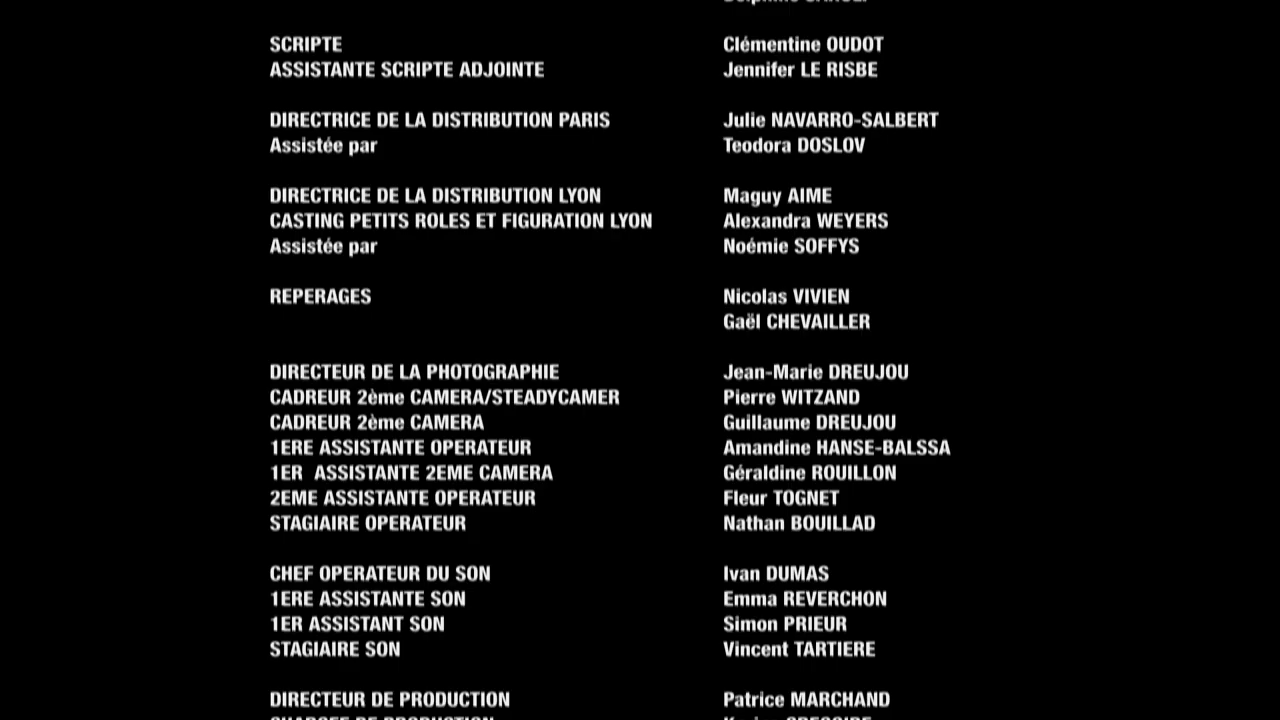 SCRIPTE Clémentine OUDOT
ASSISTANTE SCRIPTE ADJOINTE Jennifer LE RISBE
DIRECTRICE DE LA DISTRIBUTION PARIS Julie NAVARRO-SALBERT
Assistée par Teodora DOSLOV
DIRECTRICE DE LA DISTRIBUTION LYON Maguy AIME
CASTING PETITS ROLES ET FIGURATION LYON Alexandra WEYERS
Assistée par Noémie SOFFYS
REPERAGES Nicolas VIVIEN
Gaël CHEVAILLER
DIRECTEUR DE LA PHOTOGRAPHIE Jean-Marie DREUJOU
CADREUR 2ème CAMERA/STEADYCAMER Pierre WITZAND
CADREUR 2ème CAMERA Guillaume DREUJOU
1ERE ASSISTANTE OPERATEUR Amandine HANSE-BALSSA
1ER ASSISTANTE 2EME CAMERA Géraldine ROUILLON
2EME ASSISTANTE OPERATEUR Fleur TOGNET
STAGIAIRE OPERATEUR Nathan BOUILLAD
CHEF OPERATEUR DU SON Ivan DUMAS
1ERE ASSISTANTE SON Emma REVERCHON
1ER ASSISTANT SON Simon PRIEUR
STAGIAIRE SON Vincent TARTIERE
DIRECTEUR DE PRODUCTION Patrice MARCHAND